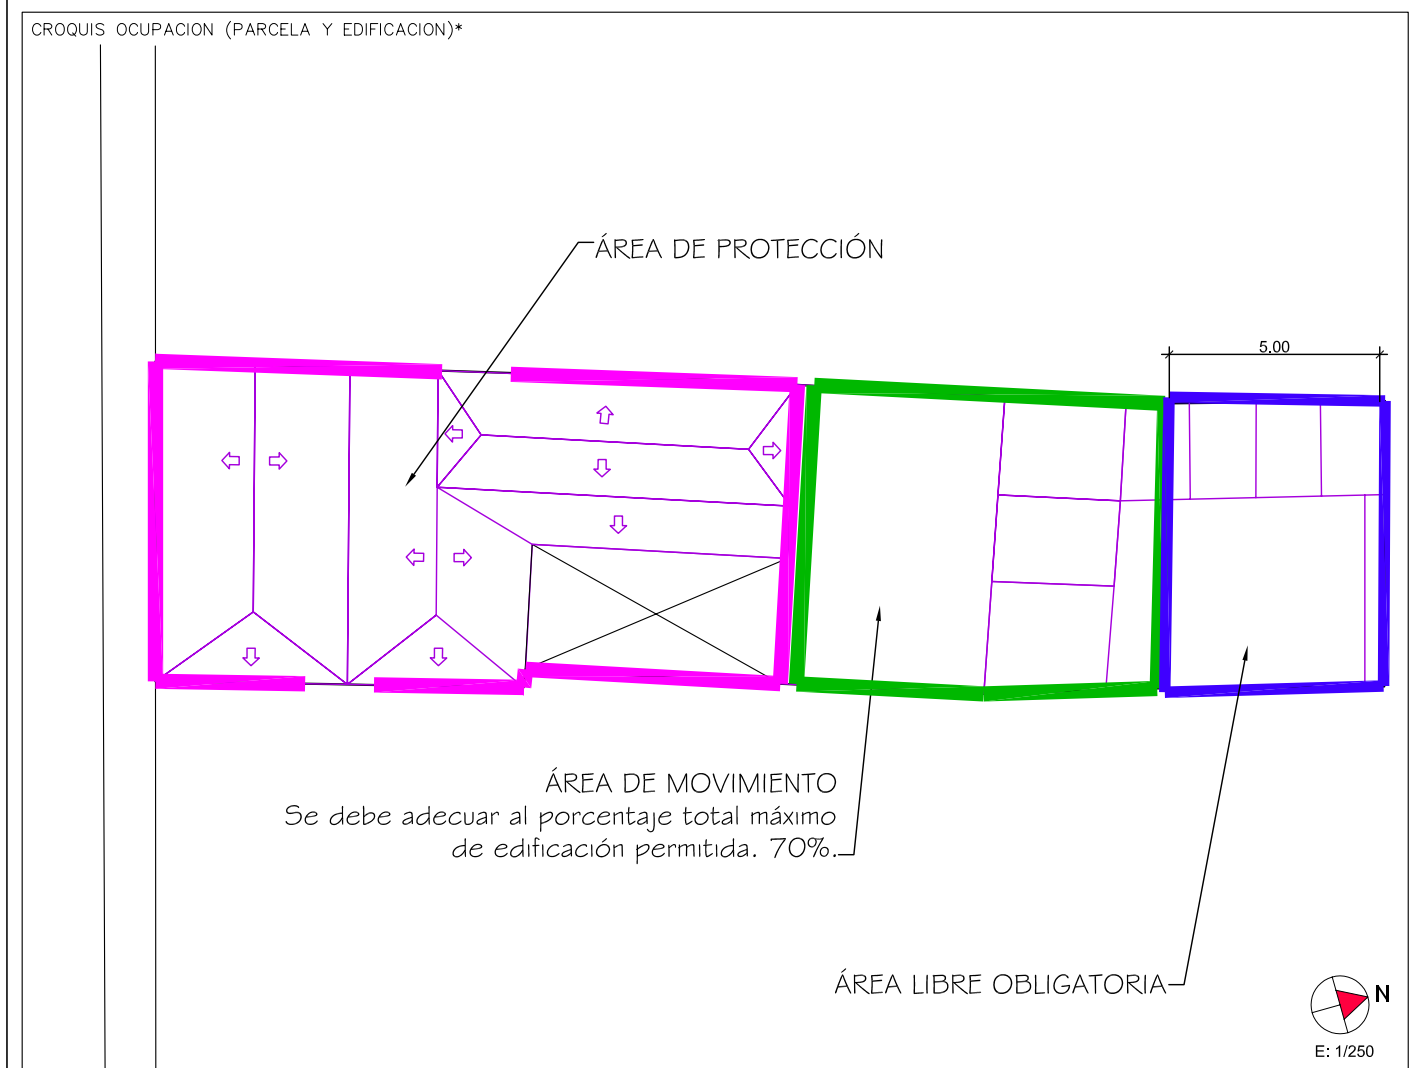 CROQUIS OCUPACION (PARCELA Y EDIFICACION)*
ÁREA DE PROTECCIÓN
5.00
ÁREA DE MOVIMIENTO
Se debe adecuar al porcentaje total máximo
de edificación permitida. 70%.
ÁREA LIBRE OBLIGATORIA
N
E: 1/250